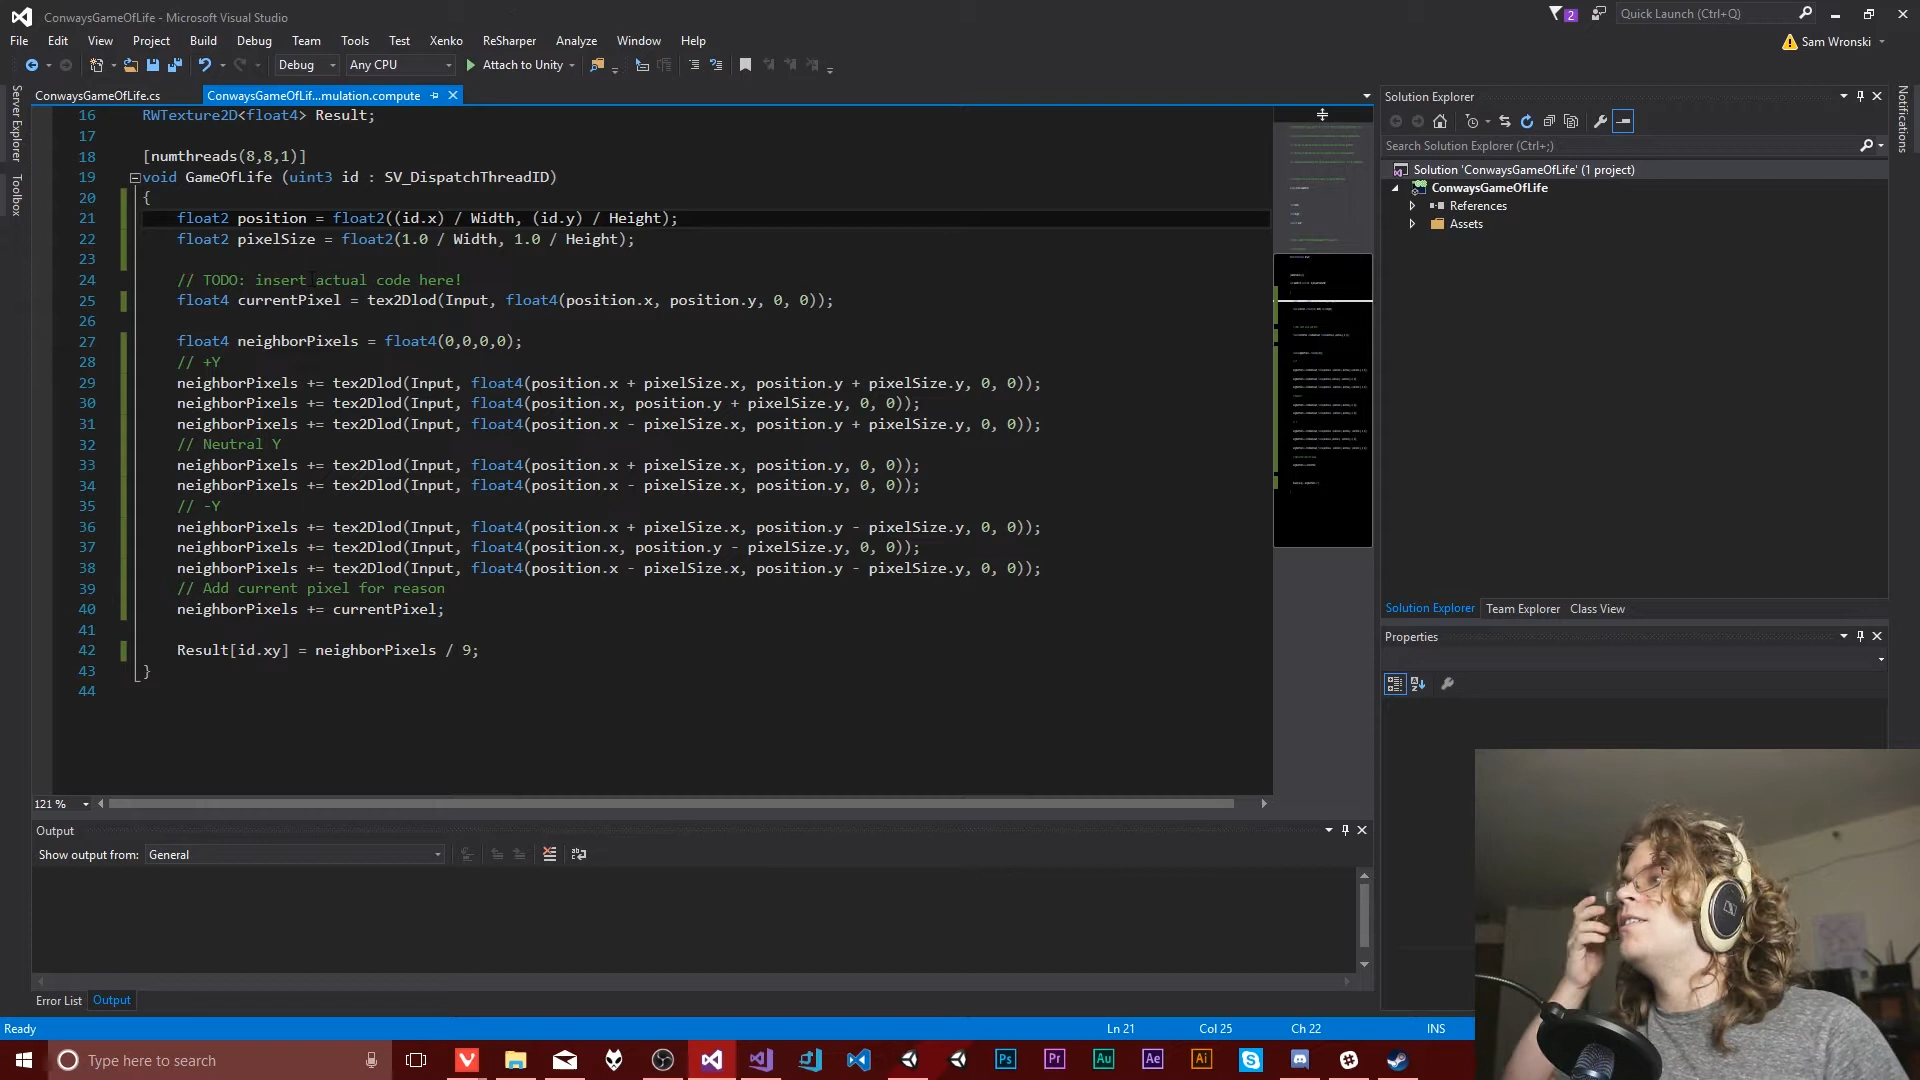 ConwaysGameOfLife - Microsoft Visual Studio
2
Quick Launch (Ctrl+Q)
File Edit View Project Build Debug Team Tools Test Xenko ReSharper Analyze Window Help
Sam Wronski
Debug Any CPU Attach to Unity
Server Explorer
Toolbox
ConwaysGameOfLife.cs ConwaysGameOfLif...mulation.compute
16 RWTexture2D<float4> Result;
17
18 [numthreads(8,8,1)]
19 void GameOfLife (uint3 id : SV_DispatchThreadID)
20 {
21 float2 position = float2((id.x) / Width, (id.y) / Height);
22 float2 pixelSize = float2(1.0 / Width, 1.0 / Height);
23
24 // TODO: insert actual code here!
25 float4 currentPixel = tex2Dlod(Input, float4(position.x, position.y, 0, 0));
26
27 float4 neighborPixels = float4(0,0,0,0);
28 // +Y
29 neighborPixels += tex2Dlod(Input, float4(position.x + pixelSize.x, position.y + pixelSize.y, 0, 0));
30 neighborPixels += tex2Dlod(Input, float4(position.x, position.y + pixelSize.y, 0, 0));
31 neighborPixels += tex2Dlod(Input, float4(position.x - pixelSize.x, position.y + pixelSize.y, 0, 0));
32 // Neutral Y
33 neighborPixels += tex2Dlod(Input, float4(position.x + pixelSize.x, position.y, 0, 0));
34 neighborPixels += tex2Dlod(Input, float4(position.x - pixelSize.x, position.y, 0, 0));
35 // -Y
36 neighborPixels += tex2Dlod(Input, float4(position.x + pixelSize.x, position.y - pixelSize.y, 0, 0));
37 neighborPixels += tex2Dlod(Input, float4(position.x, position.y - pixelSize.y, 0, 0));
38 neighborPixels += tex2Dlod(Input, float4(position.x - pixelSize.x, position.y - pixelSize.y, 0, 0));
39 // Add current pixel for reason
40 neighborPixels += currentPixel;
41
42 Result[id.xy] = neighborPixels / 9;
43 }
44
121 %
Output
Show output from: General
Error List Output
Solution Explorer
Search Solution Explorer (Ctrl+;)
Solution 'ConwaysGameOfLife' (1 project)
ConwaysGameOfLife
References
Assets
Solution Explorer Team Explorer Class View
Properties
Notifications
Ready Ln 21 Col 25 Ch 22 INS
Type here to search
Ps Pr Au Ae Ai